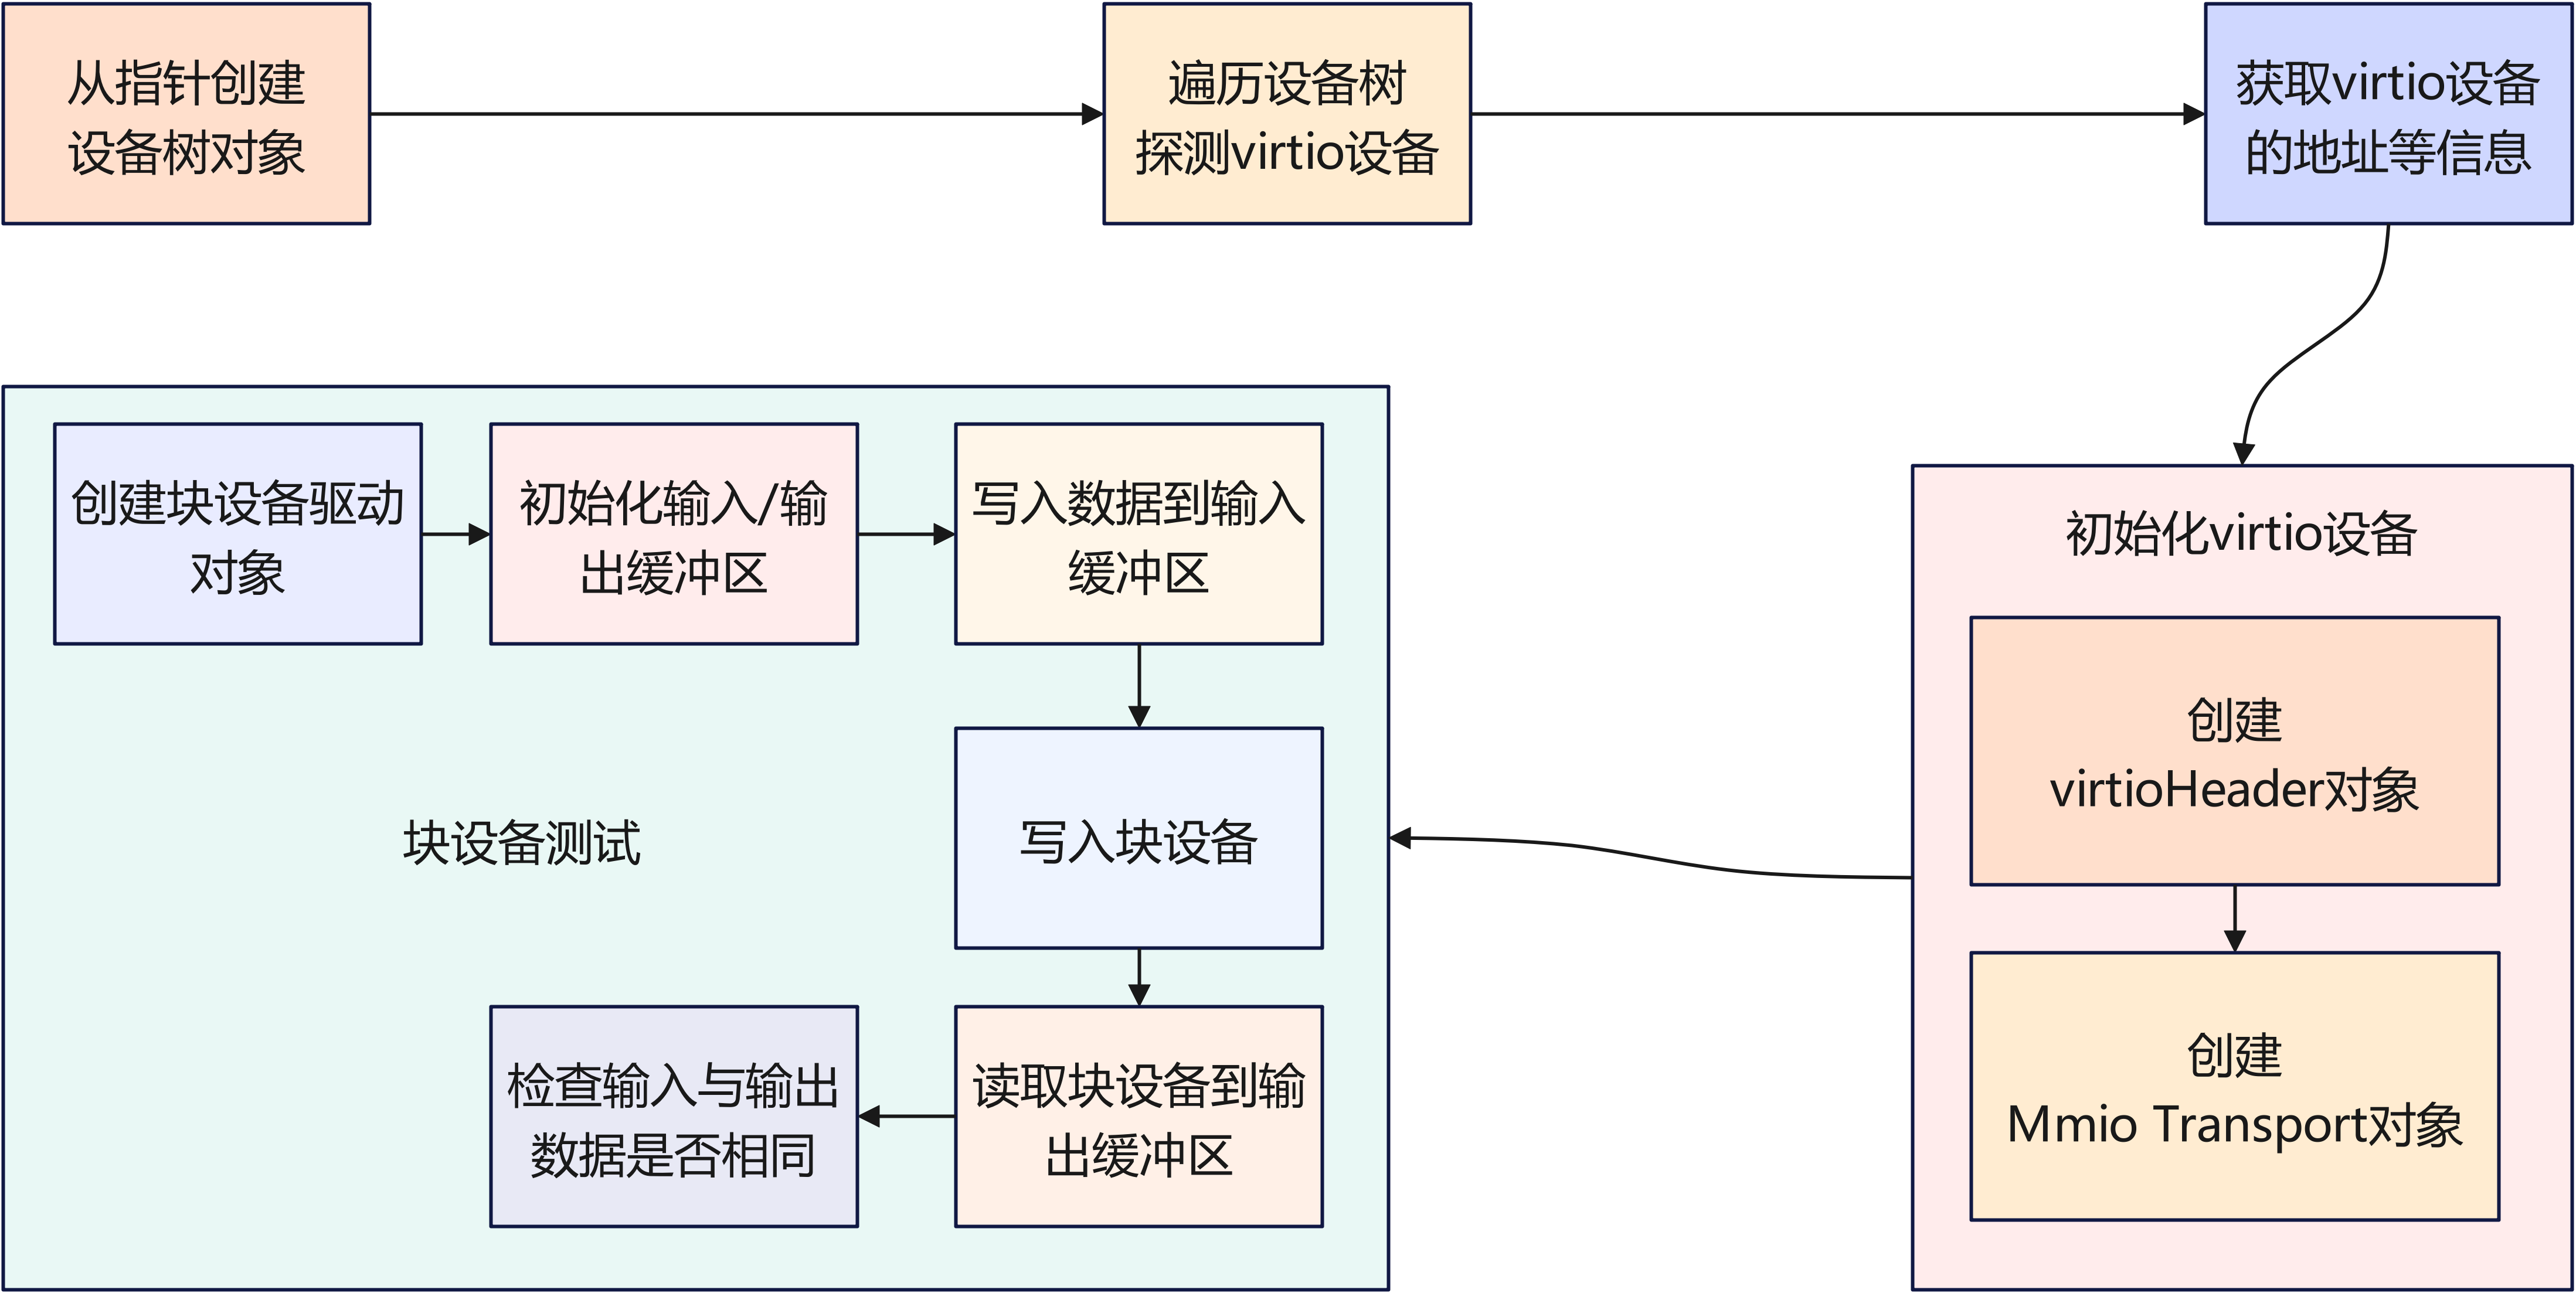 从指针创建
设备树对象
遍历设备树
探测virtio设备
获取virtio设备
的地址等信息
初始化virtio设备
创建
virtioHeader对象
创建
Mmio Transport对象
块设备测试
创建块设备驱动
对象
初始化输入/输
出缓冲区
写入数据到输入
缓冲区
写入块设备
读取块设备到输
出缓冲区
检查输入与输出
数据是否相同